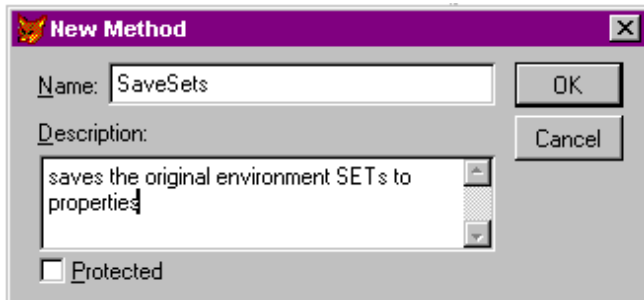 New Method
Name: SaveSets
OK
Description:
Cancel
saves the original environment SETs to
properties
Protected